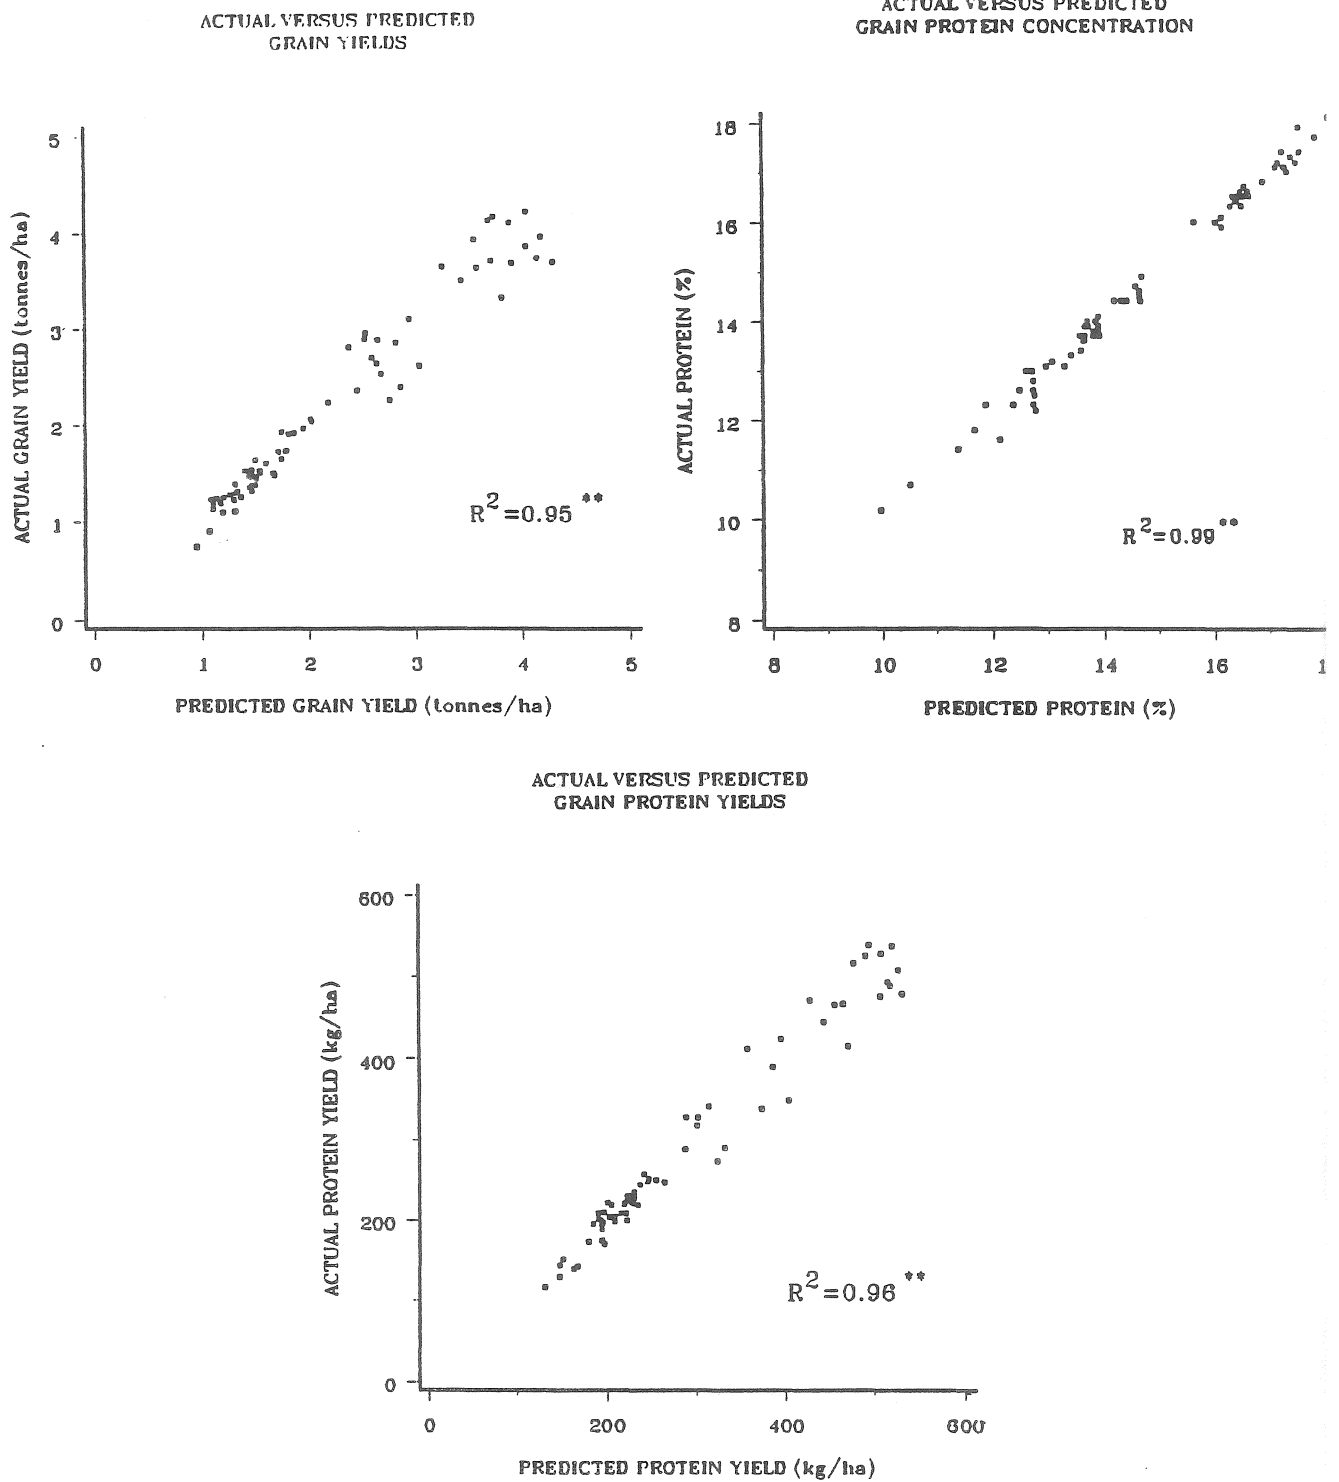 ACTUAL VERSUS PREDICTED
GRAIN YIELDS
5
4
3
2
1
0
ACTUAL GRAIN YIELD (tonnes/ha)
R2=0.95**
0 1 2 3 4 5
PREDICTED GRAIN YIELD (tonnes/ha)
ACTUAL VERSUS PREDICTED
GRAIN PROTEIN CONCENTRATION
18
16
14
12
10
8
ACTUAL PROTEIN (%)
R2=0.99**
8 10 12 14 16 1
PREDICTED PROTEIN (%)
ACTUAL VERSUS PREDICTED
GRAIN PROTEIN YIELDS
600
400
200
0
ACTUAL PROTEIN YIELD (kg/ha)
R2=0.96**
0 200 400 600
PREDICTED PROTEIN YIELD (kg/ha)